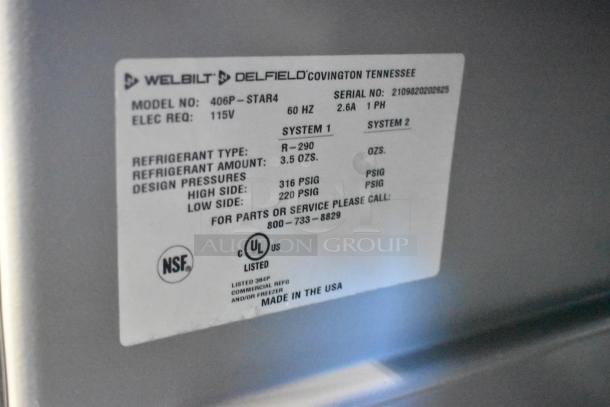 WELBILT DELFIELD COVINGTON TENNESSEE
MODEL NO: 406P-STAR4 SERIAL NO: 2109820202625
ELEC REQ: 115V 60 HZ 2.6A 1 PH
SYSTEM 1 SYSTEM 2
REFRIGERANT TYPE: R-290
REFRIGERANT AMOUNT: 3.5 OZS. OZS.
DESIGN PRESSURES
HIGH SIDE: 316 PSIG PSIG
LOW SIDE: 220 PSIG PSIG
FOR PARTS OR SERVICE PLEASE CALL:
800-733-8829
AUCTION GROUP
NSF®
C UL US
LISTED
LISTED 364P
COMMERCIAL REFG
AND/OR FREEZER
MADE IN THE USA